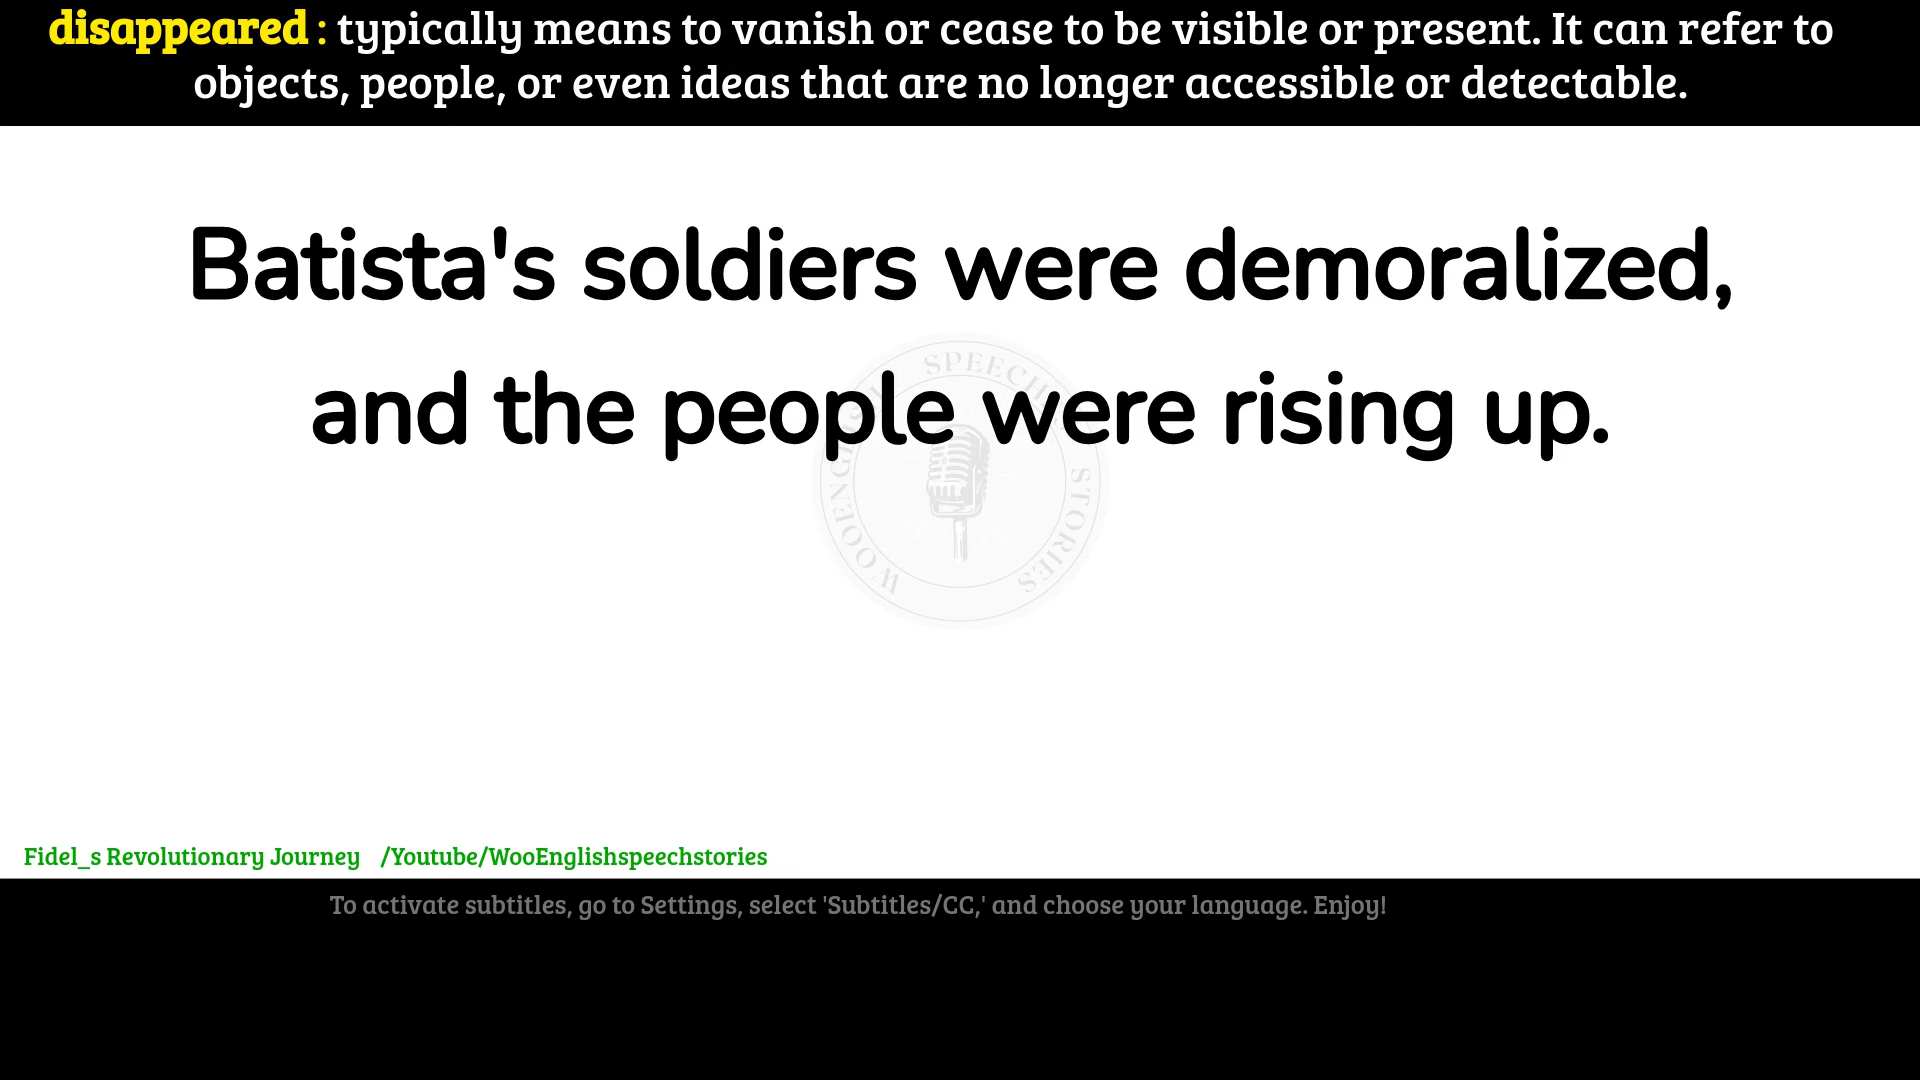 disappeared : typically means to vanish or cease to be visible or present. It can refer to
objects, people, or even ideas that are no longer accessible or detectable.
Batista's soldiers were demoralized,
and the people were rising up.
WOOENGLISH SPEECH STORIES
Fidel_s Revolutionary Journey /Youtube/WooEnglishspeechstories
To activate subtitles, go to Settings, select 'Subtitles/CC,' and choose your language. Enjoy!